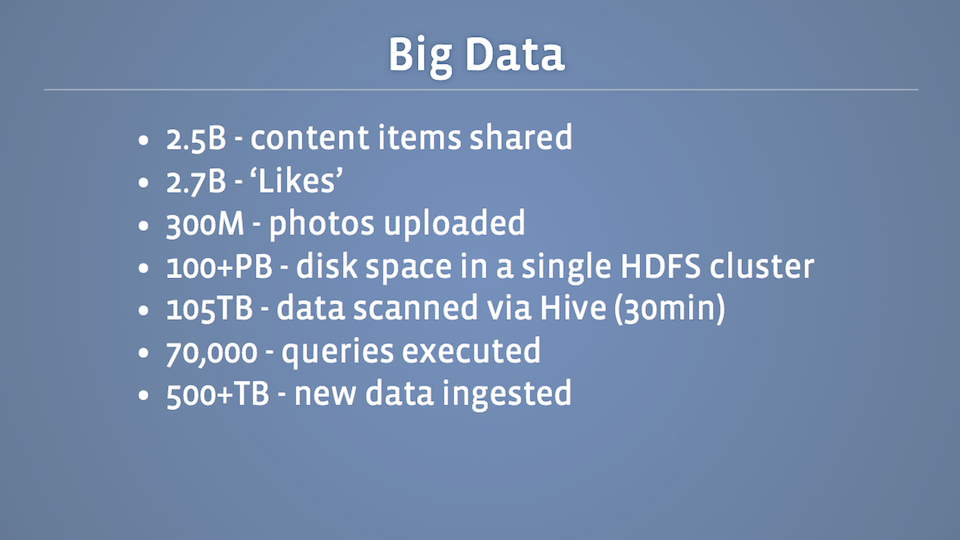 Big Data
• 2.5B - content items shared
• 2.7B - ‘Likes’
• 300M - photos uploaded
• 100+PB - disk space in a single HDFS cluster
• 105TB - data scanned via Hive (30min)
• 70,000 - queries executed
• 500+TB - new data ingested